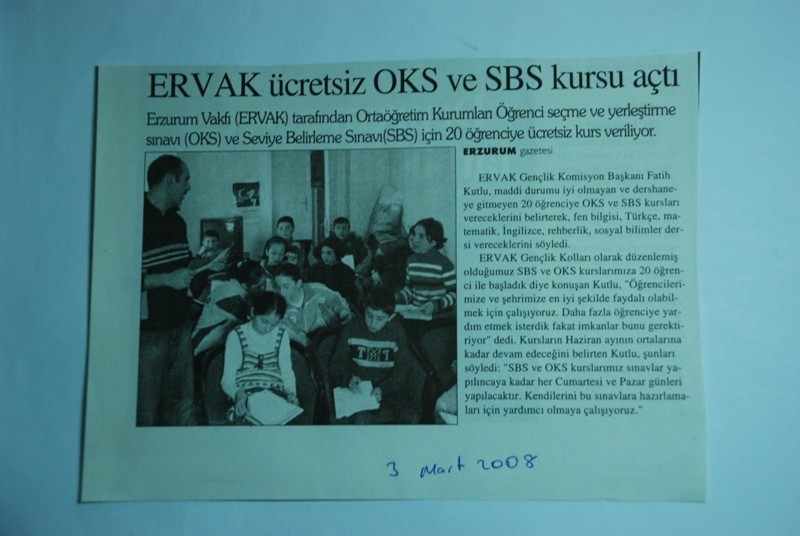 ERVAK ücretsiz OKS ve SBS kursu açtı
Erzurum Vakfı (ERVAK) tarafından Ortaöğretim Kurumları Öğrenci seçme ve yerleştirme
sınavı (OKS) ve Seviye Belirleme Sınavı(SBS) için 20 öğrenciye ücretsiz kurs veriliyor.
ERZURUM gazetesi
ERVAK Gençlik Komisyon Başkanı Fatih
Kutlu, maddi durumu iyi olmayan ve dershane-
ye gitmeyen 20 öğrenciye OKS ve SBS kursları
vereceklerini belirterek, fen bilgisi, Türkçe, ma-
tematik, İngilizce, rehberlik, sosyal bilimler der-
si vereceklerini söyledi.
ERVAK Gençlik Kolları olarak düzenlemiş
olduğumuz SBS ve OKS kurslarımıza 20 öğren-
ci ile başladık diye konuşan Kutlu, "Öğrencileri-
mize ve şehrimize en iyi şekilde faydalı olabil-
mek için çalışıyoruz. Daha fazla öğrenciye yar-
dım etmek isterdik fakat imkanlar bunu gerekti-
riyor" dedi. Kursların Haziran ayının ortalarına
kadar devam edeceğini belirten Kutlu, şunları
söyledi: "SBS ve OKS kurslarımız sınavlar ya-
pılıncaya kadar her Cumartesi ve Pazar günleri
yapılacaktır. Kendilerini bu sınavlara hazırlama-
ları için yardımcı olmaya çalışıyoruz."
3 Mart 2008